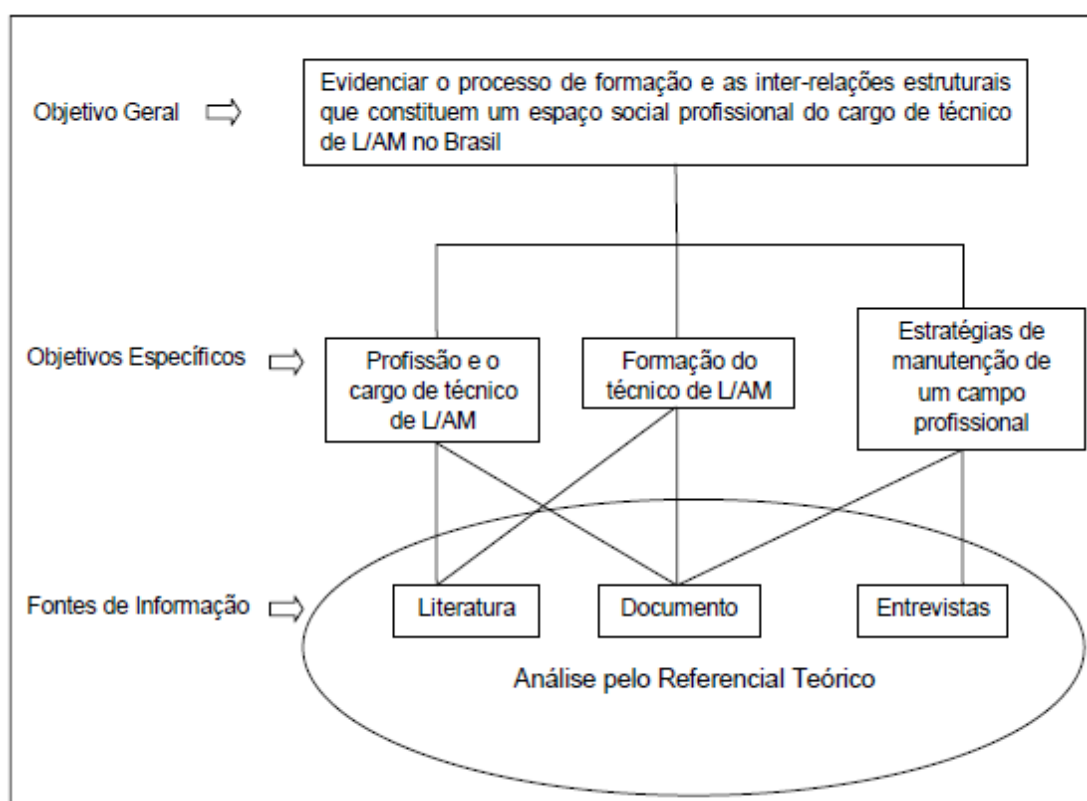 Objetivo Geral
Evidenciar o processo de formação e as inter-relações estruturais
que constituem um espaço social profissional do cargo de técnico
de L/AM no Brasil
Objetivos Específicos
Profissão e o
cargo de técnico
de L/AM
Formação do
técnico de L/AM
Estratégias de
manutenção de
um campo
profissional
Fontes de Informação
Literatura
Documento
Entrevistas
Análise pelo Referencial Teórico